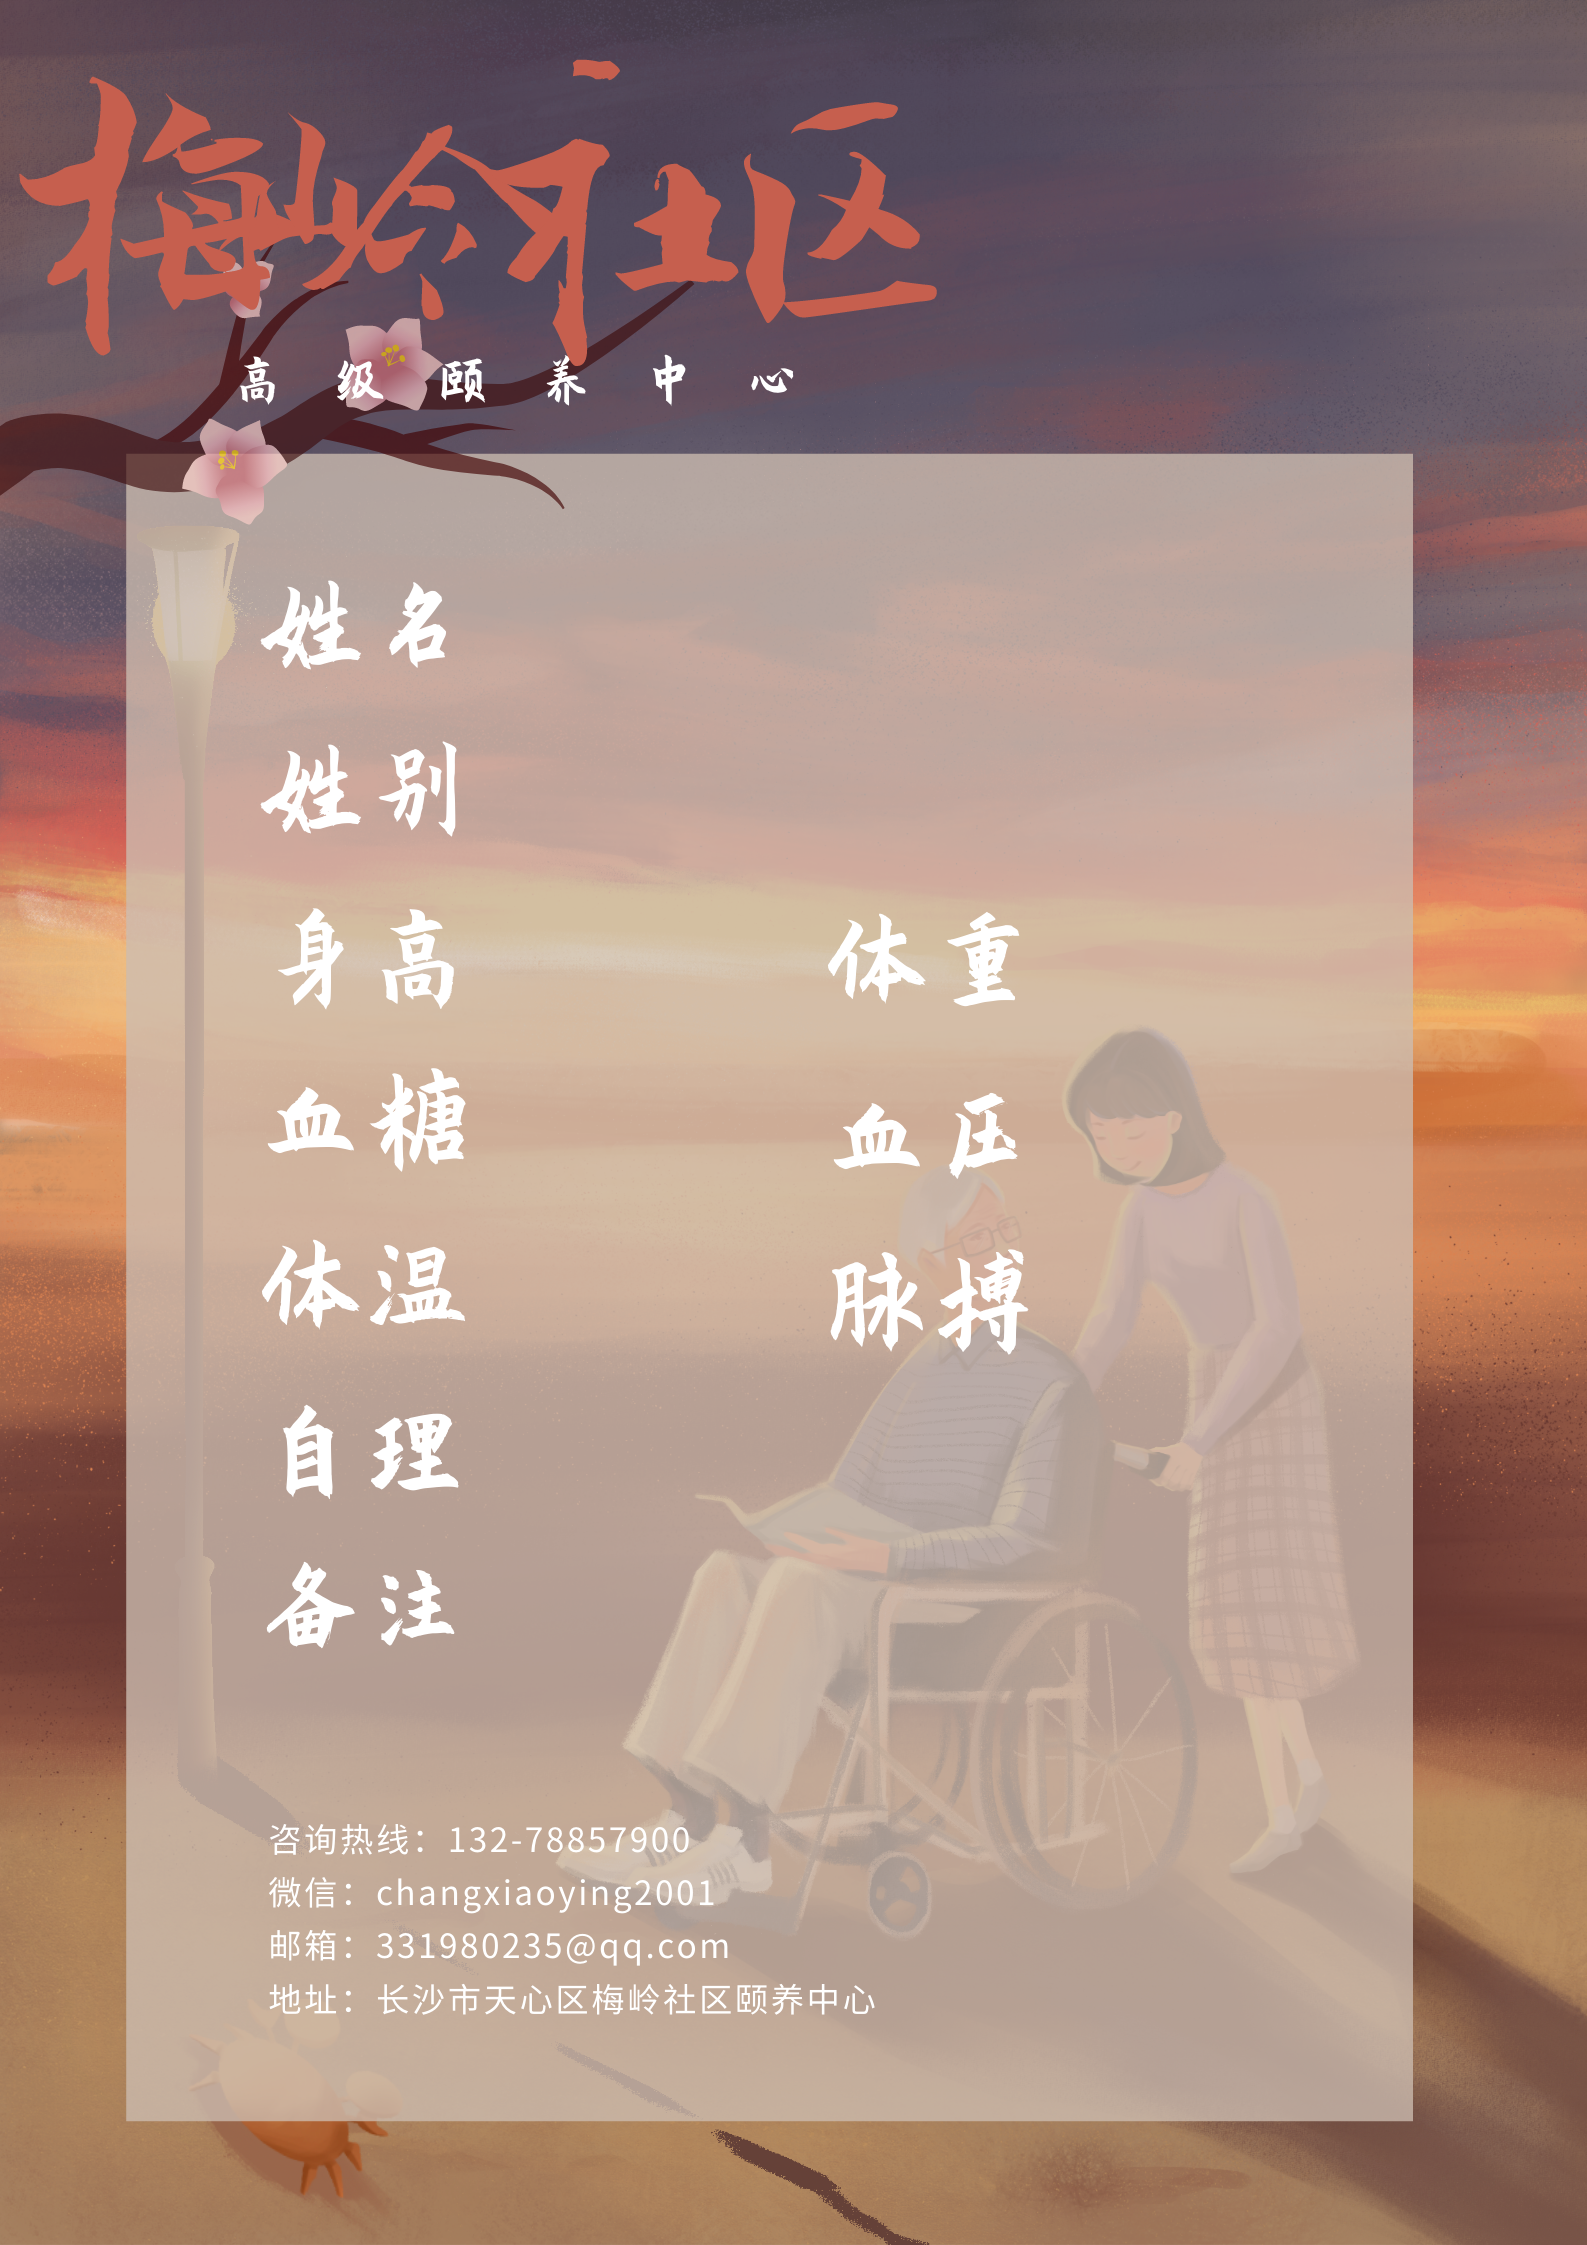 梅岭社区
高级颐养中心
姓名
姓别
身高 体重
血糖 血压
体温 脉搏
自理
备注
咨询热线：132-78857900
微信：changxiaoying2001
邮箱：331980235@qq.com
地址：长沙市天心区梅岭社区颐养中心